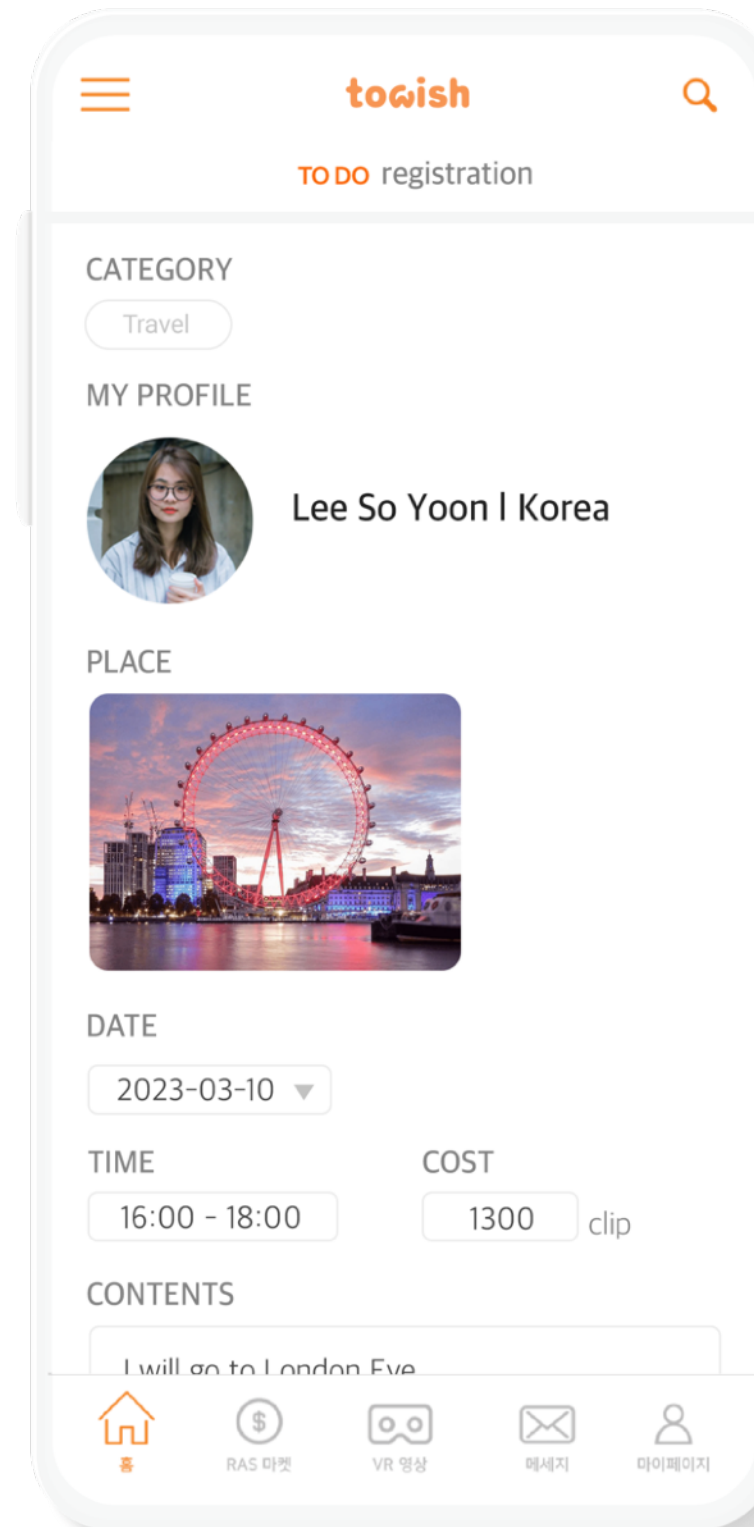 towish
TO DO registration
CATEGORY
Travel
MY PROFILE
Lee So Yoon l Korea
PLACE
DATE
2023-03-10
TIME
COST
16:00 - 18:00
1300 clip
CONTENTS
I will go to London Eye
홈
RAS 마켓
VR 영상
메세지
마이페이지